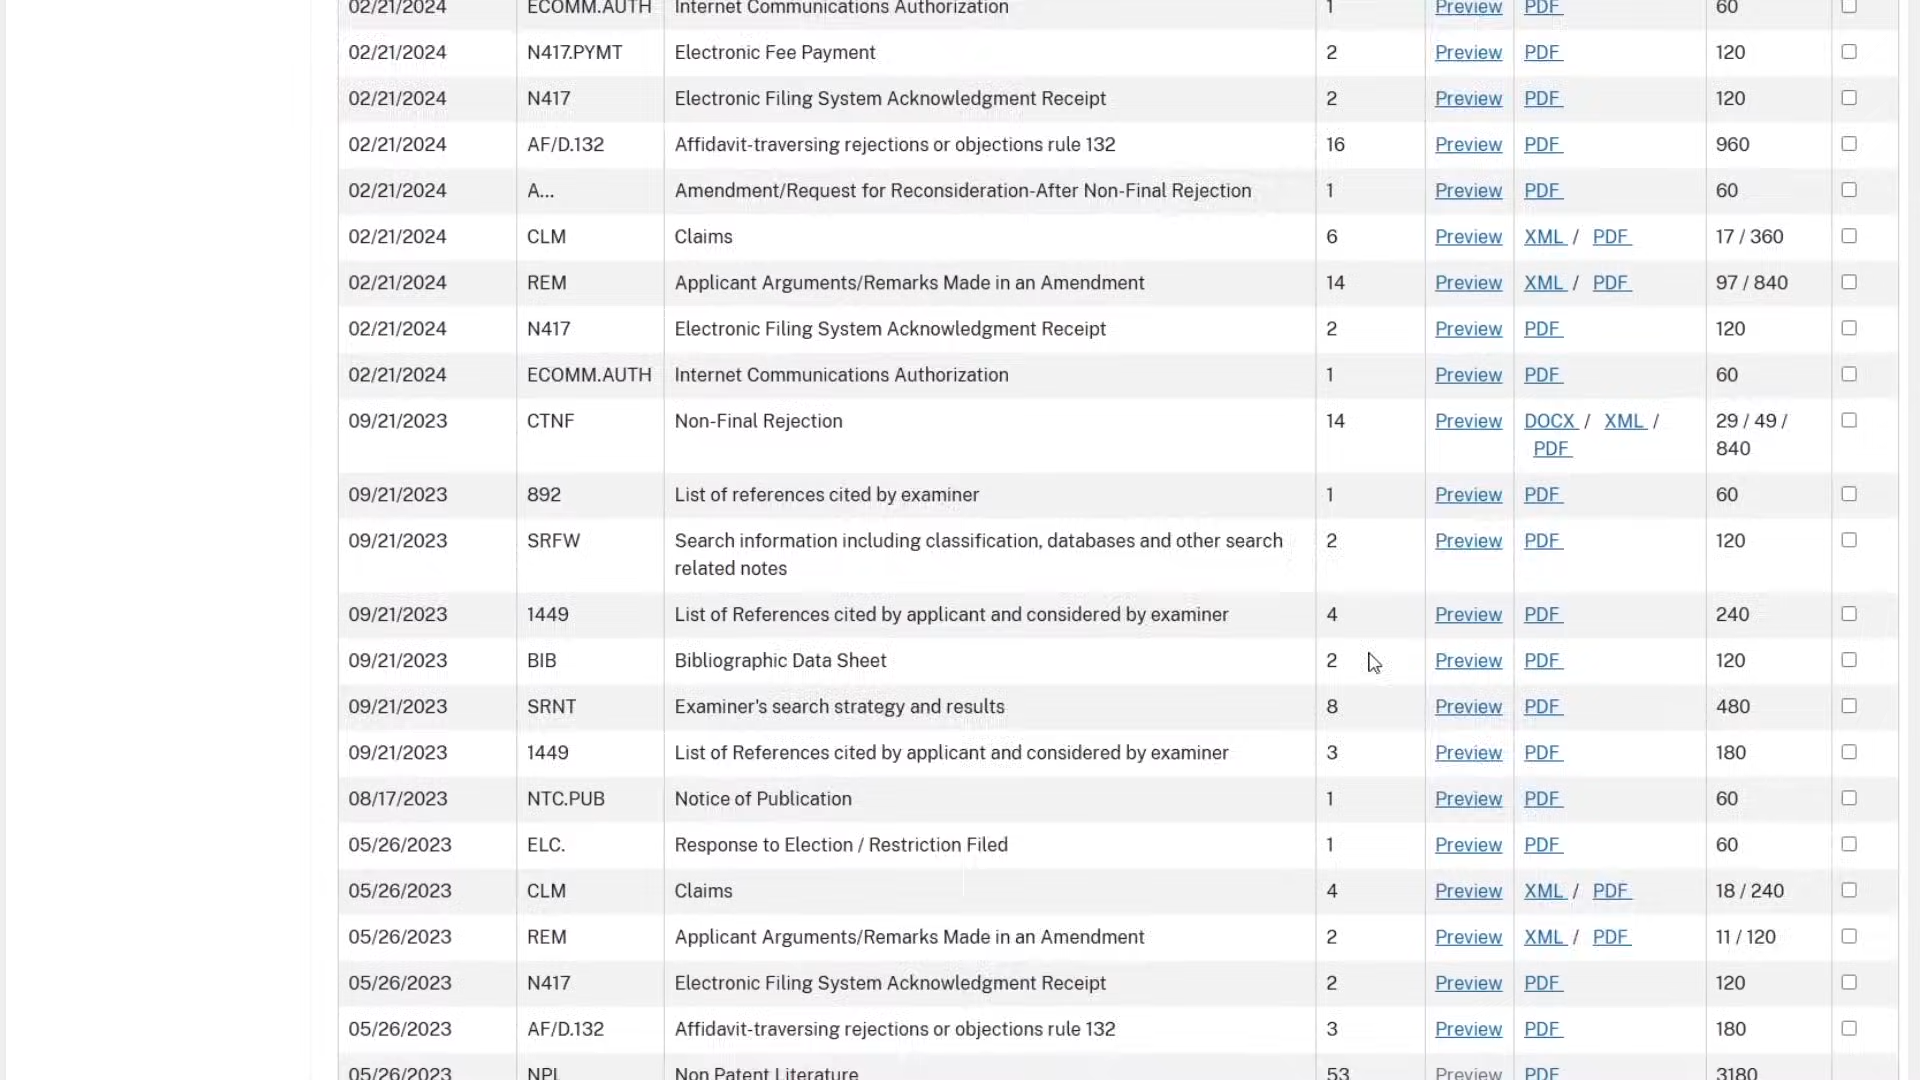 02/21/2024 ECOMM.AUTH Internet Communications Authorization 1 Preview PDF 60
02/21/2024 N417.PYMT Electronic Fee Payment 2 Preview PDF 120
02/21/2024 N417 Electronic Filing System Acknowledgment Receipt 2 Preview PDF 120
02/21/2024 AF/D.132 Affidavit-traversing rejections or objections rule 132 16 Preview PDF 960
02/21/2024 A... Amendment/Request for Reconsideration-After Non-Final Rejection 1 Preview PDF 60
02/21/2024 CLM Claims 6 Preview XML / PDF 17 / 360
02/21/2024 REM Applicant Arguments/Remarks Made in an Amendment 14 Preview XML / PDF 97 / 840
02/21/2024 N417 Electronic Filing System Acknowledgment Receipt 2 Preview PDF 120
02/21/2024 ECOMM.AUTH Internet Communications Authorization 1 Preview PDF 60
09/21/2023 CTNF Non-Final Rejection 14 Preview DOCX / XML / 29 / 49 /
PDF 840
09/21/2023 892 List of references cited by examiner 1 Preview PDF 60
09/21/2023 SRFW Search information including classification, databases and other search 2 Preview PDF 120
related notes
09/21/2023 1449 List of References cited by applicant and considered by examiner 4 Preview PDF 240
09/21/2023 BIB Bibliographic Data Sheet 2 Preview PDF 120
09/21/2023 SRNT Examiner's search strategy and results 8 Preview PDF 480
09/21/2023 1449 List of References cited by applicant and considered by examiner 3 Preview PDF 180
08/17/2023 NTC.PUB Notice of Publication 1 Preview PDF 60
05/26/2023 ELC. Response to Election / Restriction Filed 1 Preview PDF 60
05/26/2023 CLM Claims 4 Preview XML / PDF 18 / 240
05/26/2023 REM Applicant Arguments/Remarks Made in an Amendment 2 Preview XML / PDF 11 / 120
05/26/2023 N417 Electronic Filing System Acknowledgment Receipt 2 Preview PDF 120
05/26/2023 AF/D.132 Affidavit-traversing rejections or objections rule 132 3 Preview PDF 180
05/26/2023 NPL Non Patent Literature 53 Preview PDF 3180